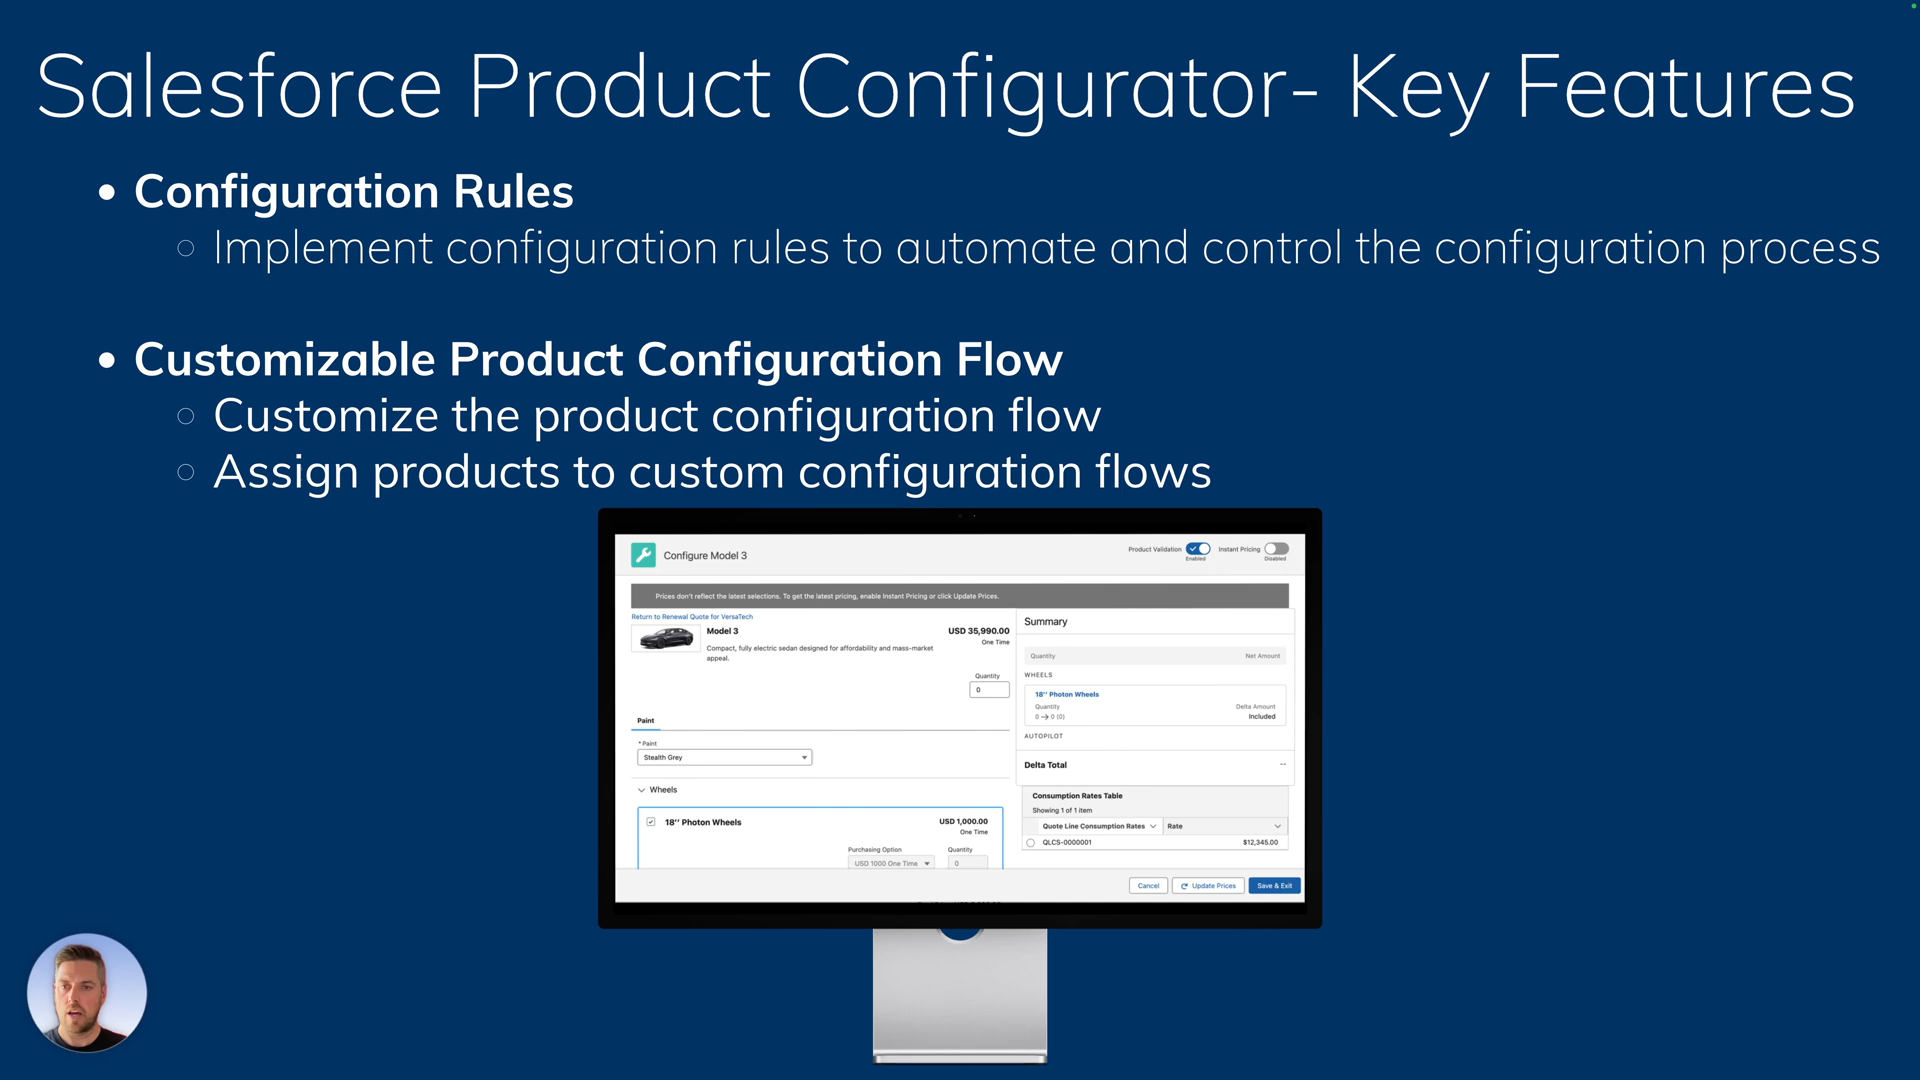 Salesforce Product Configurator- Key Features
• Configuration Rules
○ Implement configuration rules to automate and control the configuration process
• Customizable Product Configuration Flow
○ Customize the product configuration flow
○ Assign products to custom configuration flows
Configure Model 3
Product Validation
Enabled
Instant Pricing
Disabled
Prices don't reflect the latest selections. To get the latest pricing, enable Instant Pricing or click Update Prices.
Return to Renewal Quote for VersaTech
Model 3
USD 35,990.00
One Time
Compact, fully electric sedan designed for affordability and mass-market
appeal.
Quantity
0
Paint
* Paint
Stealth Grey
Wheels
18'' Photon Wheels
USD 1,000.00
One Time
Purchasing Option
Quantity
USD 1000 One Time
0
Summary
Quantity
Net Amount
WHEELS
18'' Photon Wheels
Quantity
Delta Amount
0 → 0 (0)
Included
AUTOPILOT
Delta Total
--
Consumption Rates Table
Showing 1 of 1 item
Quote Line Consumption Rates
Rate
QLCS-0000001
$12,345.00
Cancel
Update Prices
Save & Exit